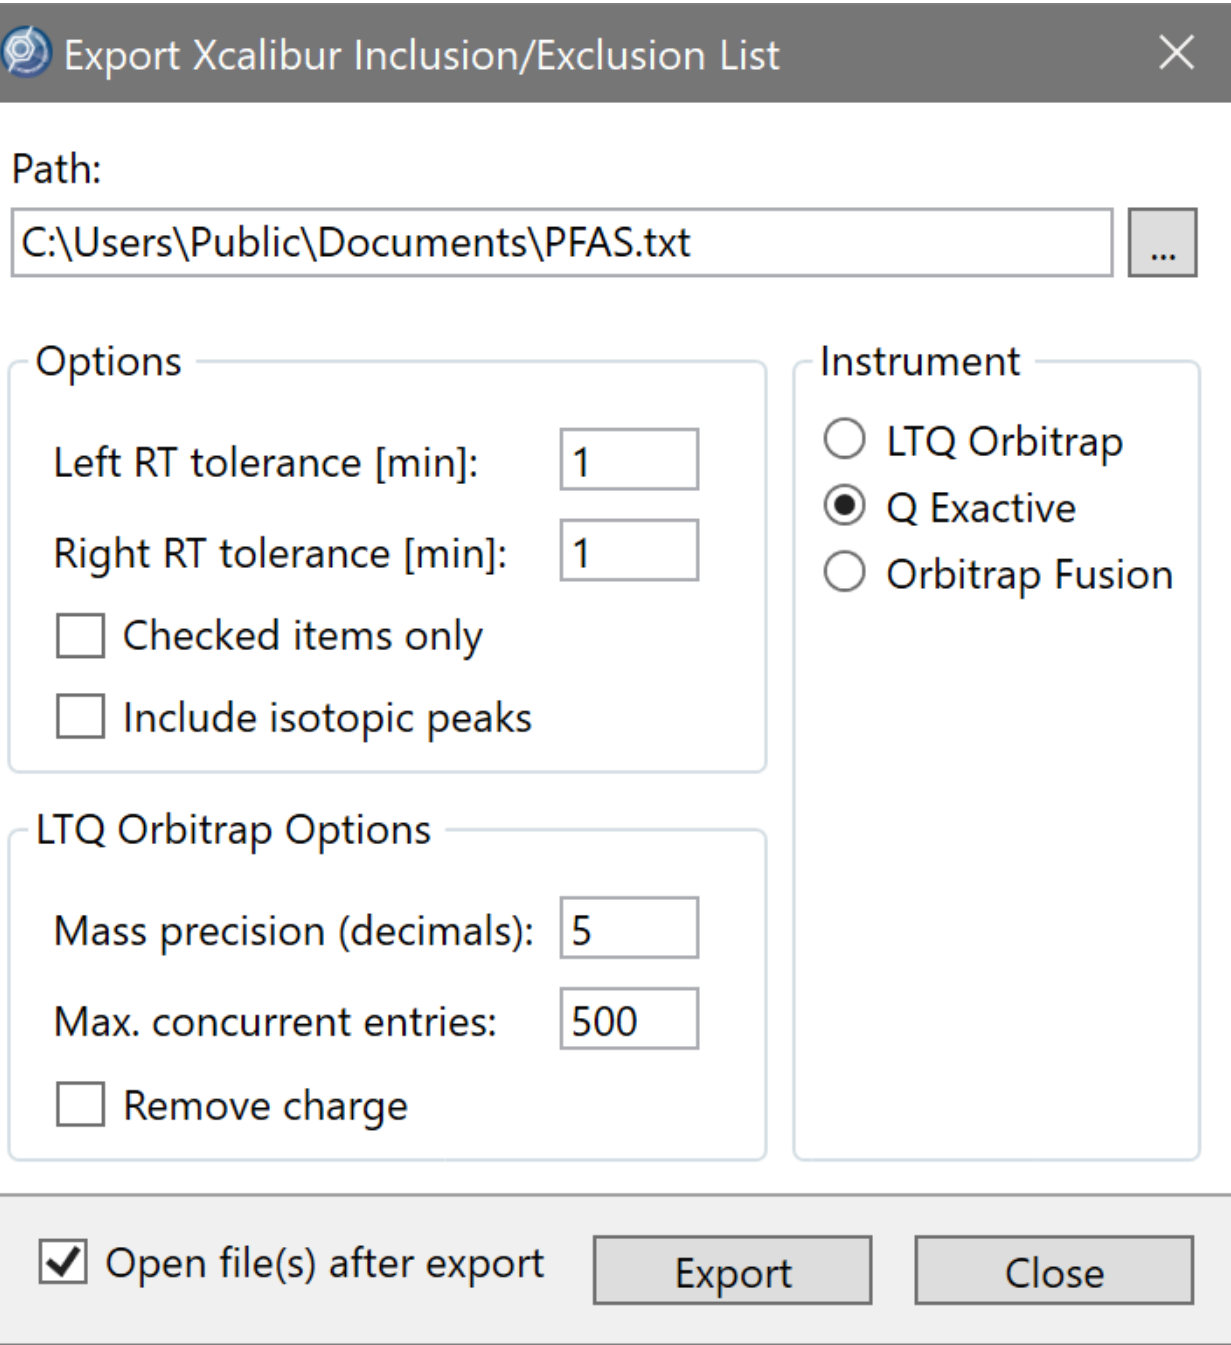 Export Xcalibur Inclusion/Exclusion List
Path:
C:\Users\Public\Documents\PFAS.txt
...
Options
Left RT tolerance [min]:
1
Right RT tolerance [min]:
1
Checked items only
Include isotopic peaks
Instrument
LTQ Orbitrap
Q Exactive
Orbitrap Fusion
LTQ Orbitrap Options
Mass precision (decimals):
5
Max. concurrent entries:
500
Remove charge
Open file(s) after export
Export
Close